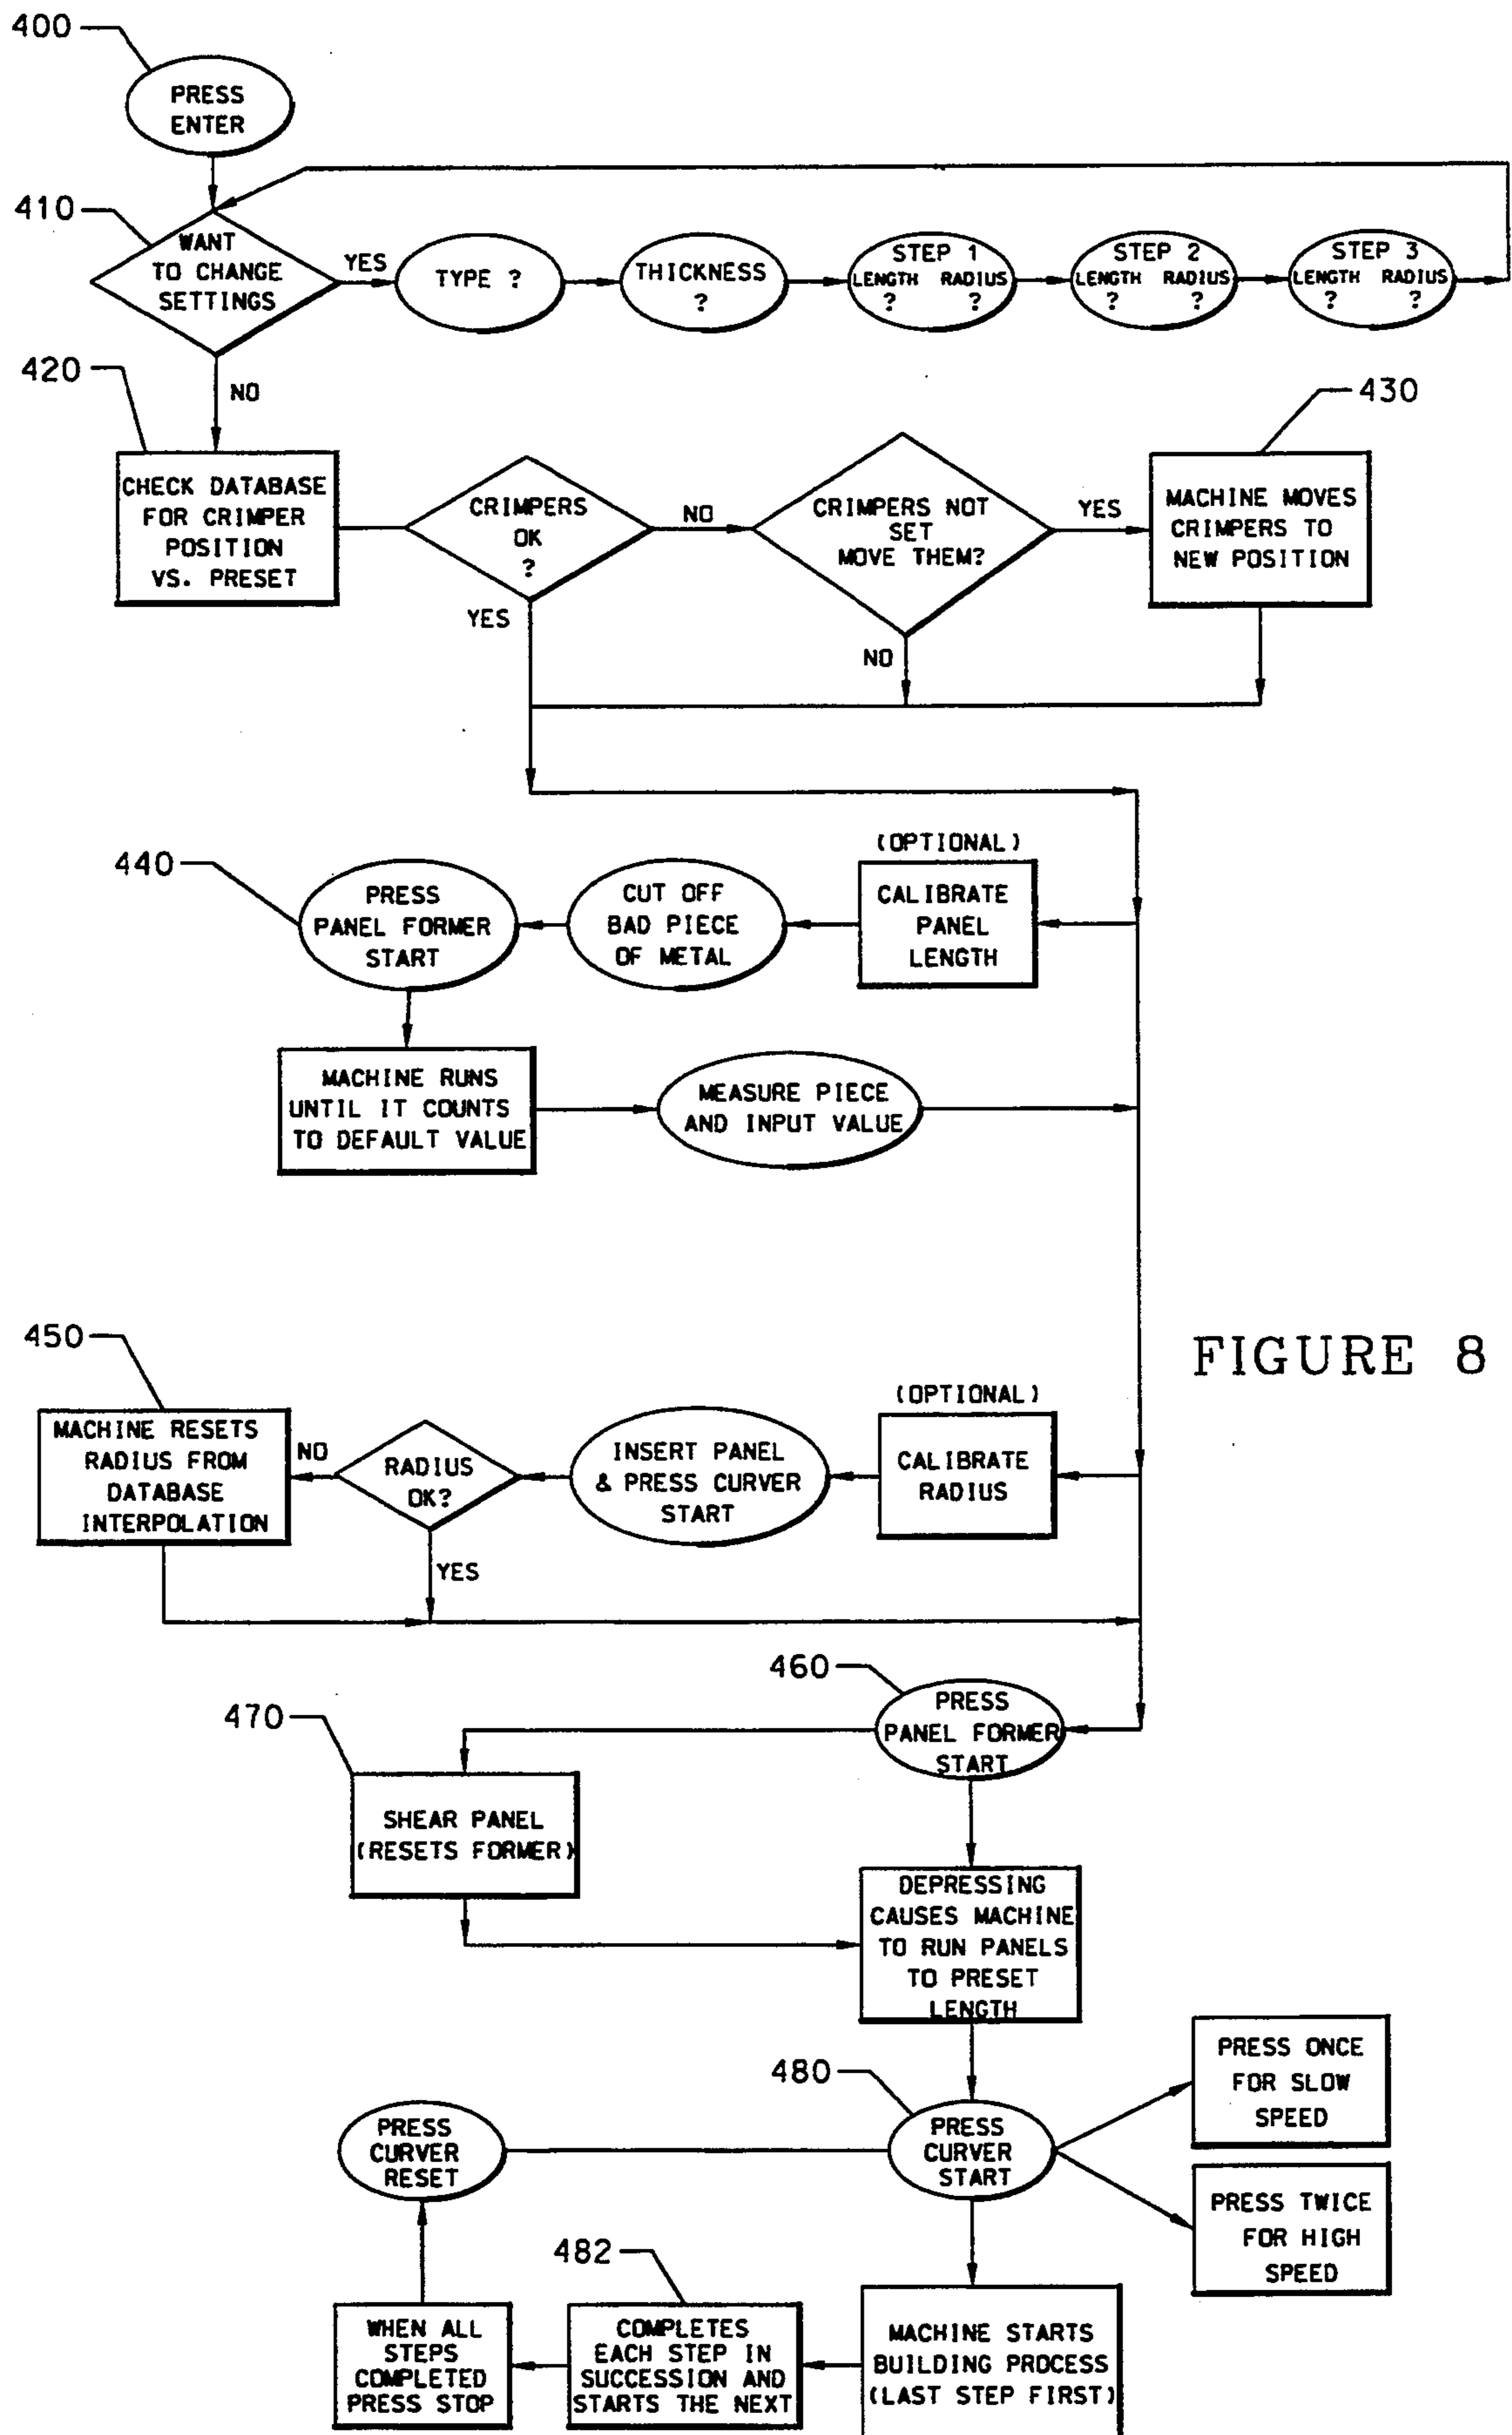 400
PRESS
ENTER
410
WANT
TO CHANGE
SETTINGS
YES
TYPE ?
THICKNESS
?
STEP 1
LENGTH RADIUS
? ?
STEP 2
LENGTH RADIUS
? ?
STEP 3
LENGTH RADIUS
? ?
NO
420
CHECK DATABASE
FOR CRIMPER
POSITION
VS. PRESET
CRIMPERS
OK
?
NO
YES
CRIMPERS NOT
SET
MOVE THEM?
YES
NO
430
MACHINE MOVES
CRIMPERS TO
NEW POSITION
(OPTIONAL)
CALIBRATE
PANEL
LENGTH
CUT OFF
BAD PIECE
OF METAL
440
PRESS
PANEL FORMER
START
MACHINE RUNS
UNTIL IT COUNTS
TO DEFAULT VALUE
MEASURE PIECE
AND INPUT VALUE
FIGURE 8
(OPTIONAL)
CALIBRATE
RADIUS
INSERT PANEL
& PRESS CURVER
START
RADIUS
OK?
NO
YES
450
MACHINE RESETS
RADIUS FROM
DATABASE
INTERPOLATION
460
PRESS
PANEL FORMER
START
470
SHEAR PANEL
(RESETS FORMER)
DEPRESSING
CAUSES MACHINE
TO RUN PANELS
TO PRESET
LENGTH
480
PRESS
CURVER
START
PRESS ONCE
FOR SLOW
SPEED
PRESS TWICE
FOR HIGH
SPEED
MACHINE STARTS
BUILDING PROCESS
(LAST STEP FIRST)
482
COMPLETES
EACH STEP IN
SUCCESSION AND
STARTS THE NEXT
WHEN ALL
STEPS
COMPLETED
PRESS STOP
PRESS
CURVER
RESET